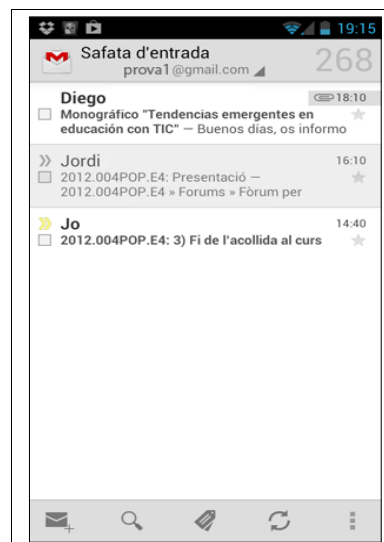 19:15
Safata d'entrada
268
prova1@gmail.com
Diego
18:10
Monográfico "Tendencias emergentes en
educación con TIC" – Buenos días, os informo
Jordi
16:10
2012.004POP.E4: Presentació –
2012.004POP.E4 » Forums » Fòrum per
Jo
14:40
2012.004POP.E4: 3) Fi de l'acollida al curs